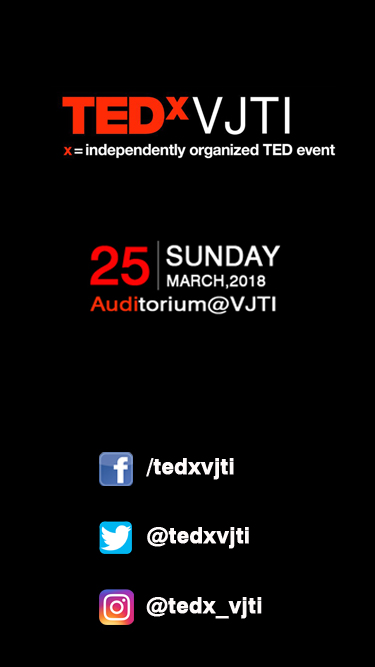 TEDxVJTI
x = independently organized TED event
25 SUNDAY
MARCH,2018
Auditorium@VJTI
/tedxvjti
@tedxvjti
@tedx_vjti